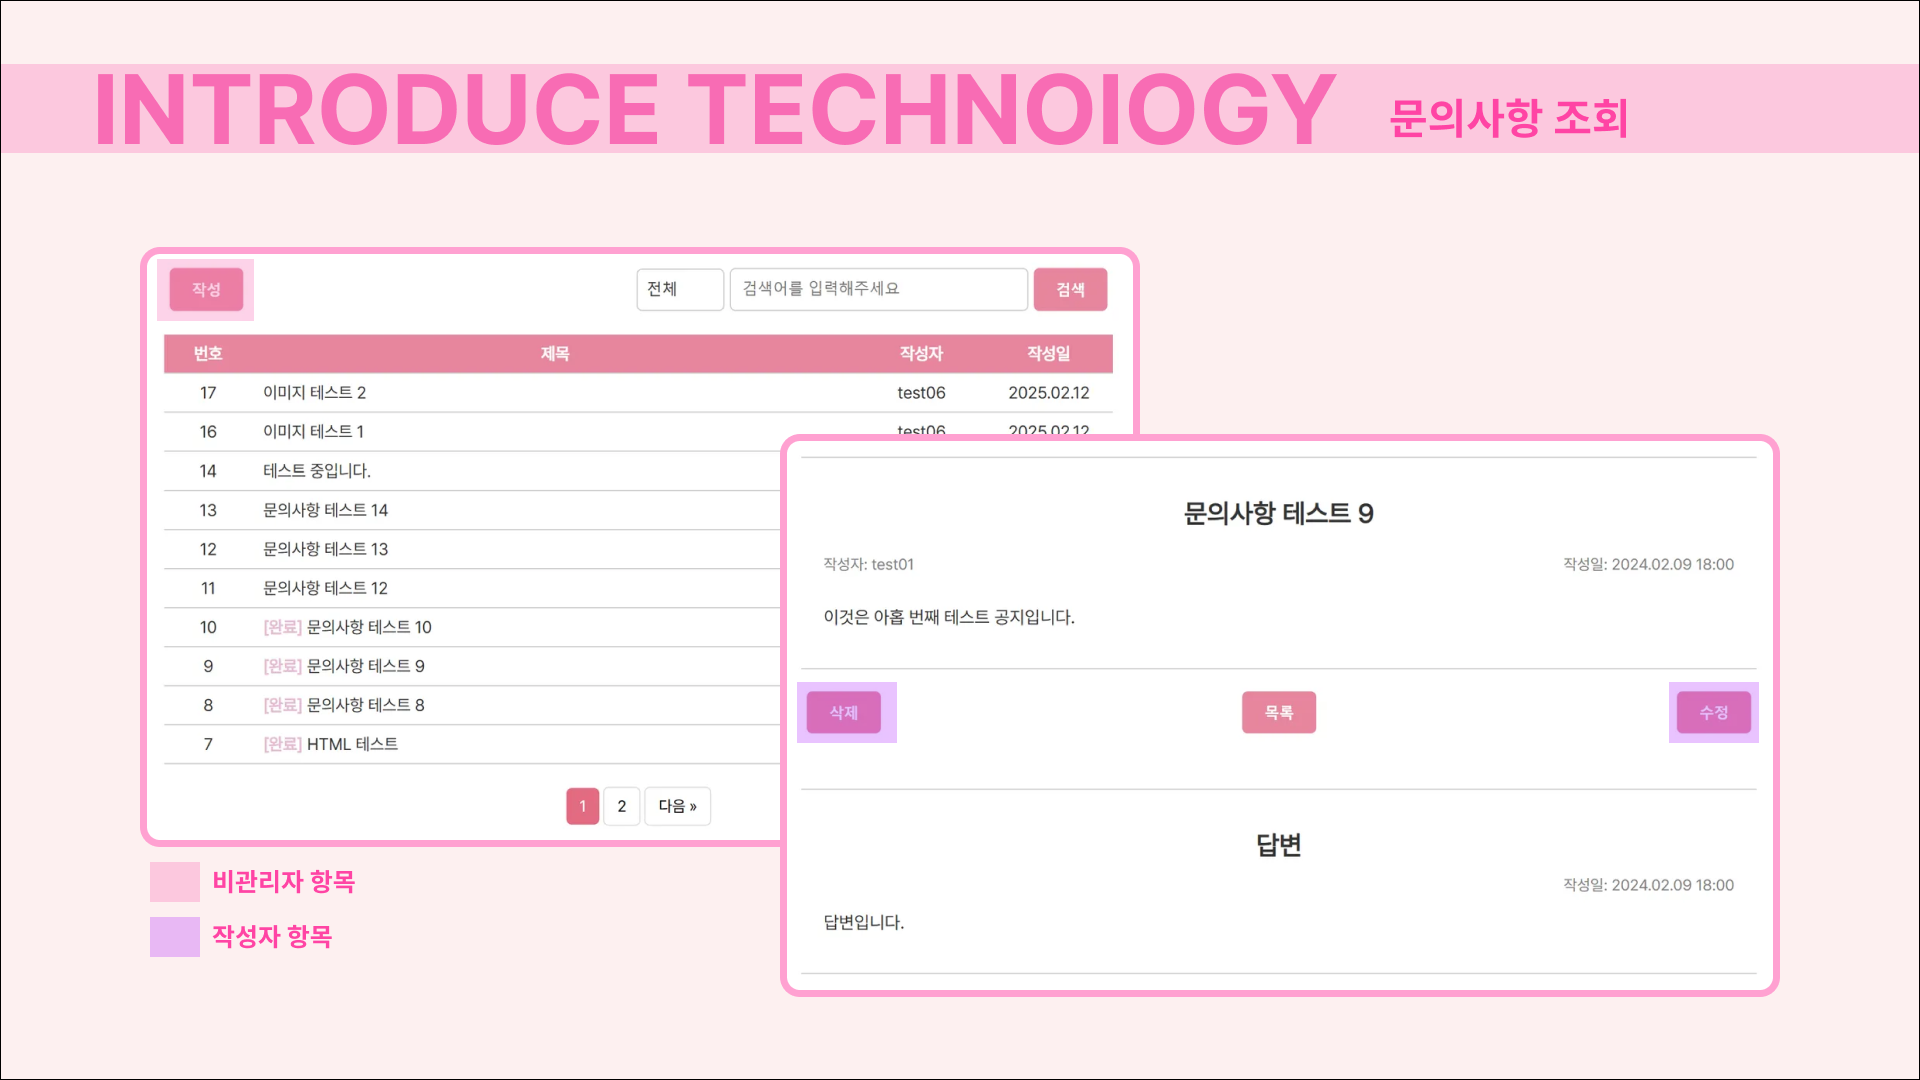 INTRODUCE TECHNOIOGY 문의사항 조회
작성 전체 검색어를 입력해주세요 검색
번호 제목 작성자 작성일
17 이미지 테스트 2 test06 2025.02.12
16 이미지 테스트 1 test06 2025.02.12
14 테스트 중입니다.
13 문의사항 테스트 14
12 문의사항 테스트 13
11 문의사항 테스트 12
10 [완료] 문의사항 테스트 10
9 [완료] 문의사항 테스트 9
8 [완료] 문의사항 테스트 8
7 [완료] HTML 테스트
1 2 다음 »
문의사항 테스트 9
작성자: test01 작성일: 2024.02.09 18:00
이것은 아홉 번째 테스트 공지입니다.
삭제 목록 수정
답변
작성일: 2024.02.09 18:00
답변입니다.
비관리자 항목
작성자 항목